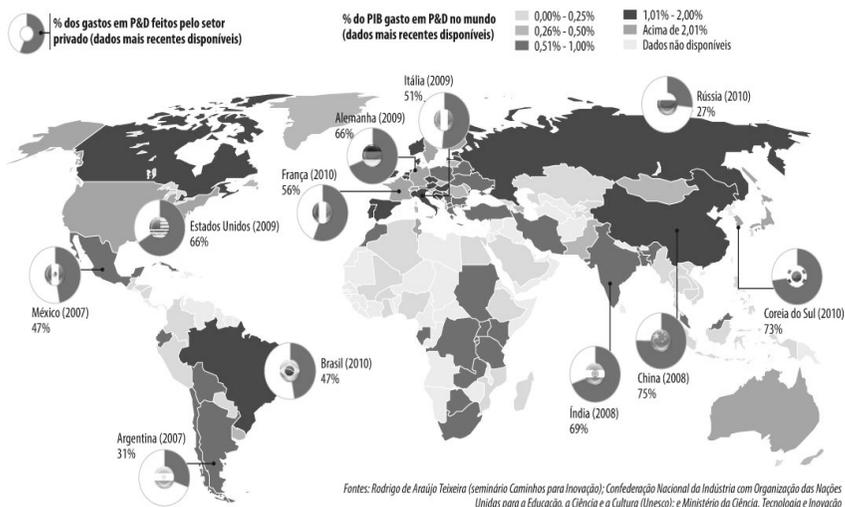 % dos gastos em P&D feitos pelo setor
privado (dados mais recentes disponíveis)
% do PIB gasto em P&D no mundo
(dados mais recentes disponíveis)
0,00% - 0,25%
0,26% - 0,50%
0,51% - 1,00%
1,01% - 2,00%
Acima de 2,01%
Dados não disponíveis
Itália (2009)
51%
Rússia (2010)
27%
Alemanha (2009)
66%
França (2010)
56%
Estados Unidos (2009)
66%
México (2007)
47%
Coreia do Sul (2010)
73%
Brasil (2010)
47%
China (2008)
75%
Índia (2008)
69%
Argentina (2007)
31%
Fontes: Rodrigo de Araújo Teixeira (seminário Caminhos para Inovação); Confederação Nacional da Indústria com Organização das Nações
Unidas para a Educação, a Ciência e a Cultura (Unesco); e Ministério da Ciência, Tecnologia e Inovação